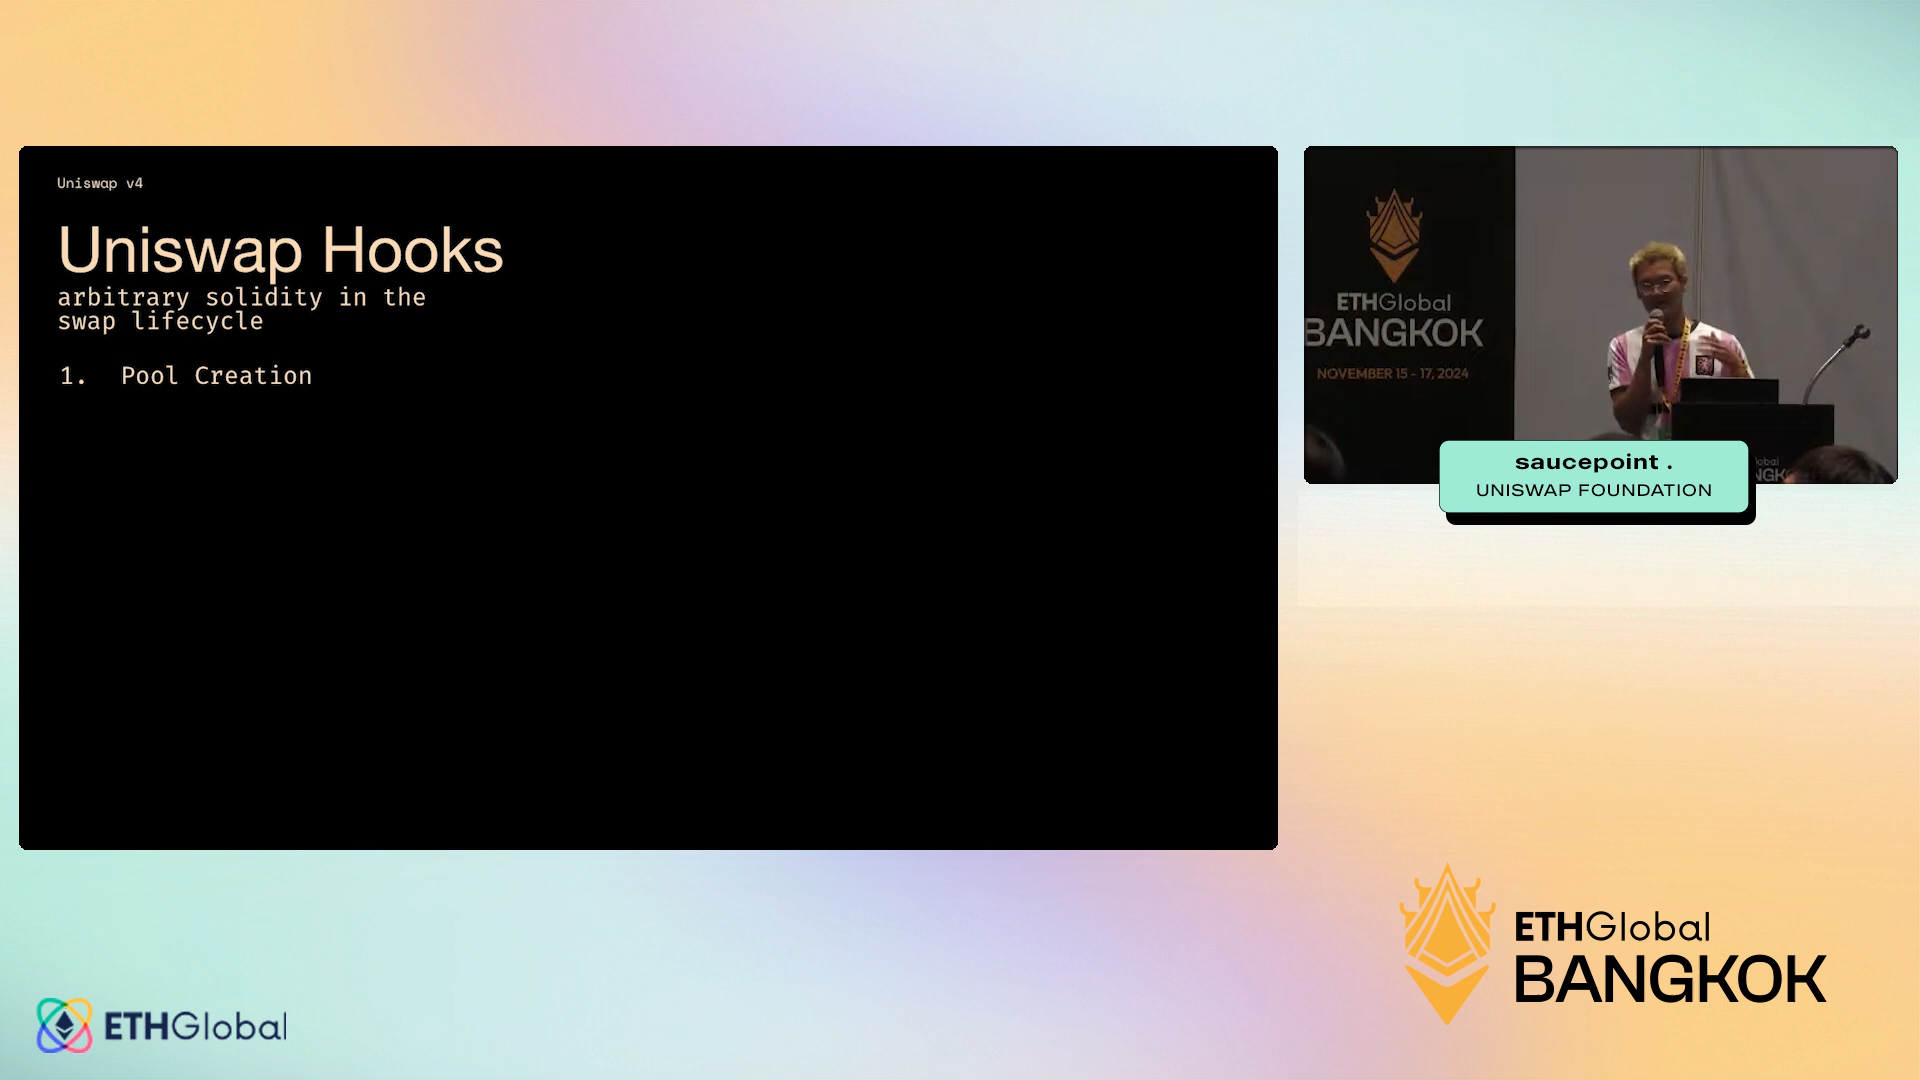 Uniswap v4
Uniswap Hooks
arbitrary solidity in the
swap lifecycle
1. Pool Creation
ETHGlobal
BANGKOK
NOVEMBER 15 - 17, 2024
saucepoint .
UNISWAP FOUNDATION
ETHGlobal
BANGKOK
ETHGlobal